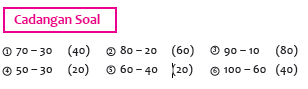 Cadangan Soal
① 70 – 30 (40) ② 80 – 20 (60) ③ 90 – 10 (80)
④ 50 – 30 (20) ⑤ 60 – 40 (20) ⑥ 100 – 60 (40)